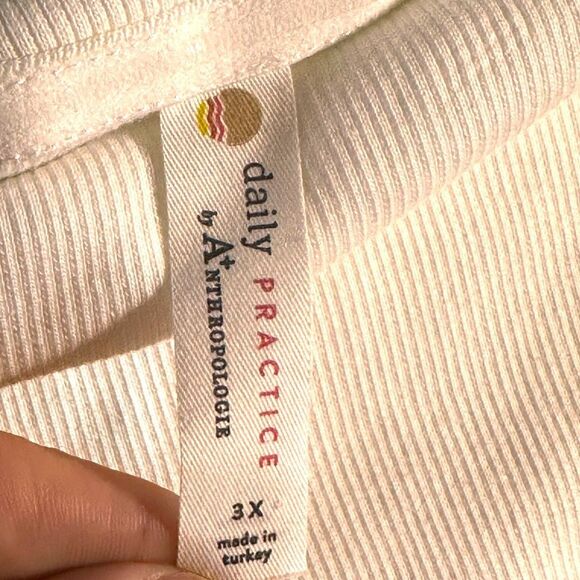 daily
PRACTICE
by ANTHROPOLOGIE
3X
made in
turkey